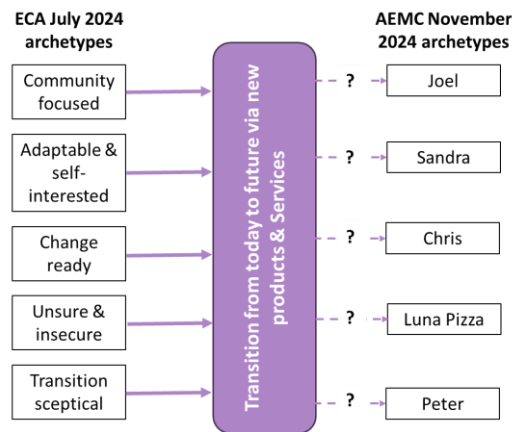 ECA July 2024
archetypes
AEMC November
2024 archetypes
Community
focused
Adaptable &
self-
interested
Change
ready
Unsure &
insecure
Transition
sceptical
Transition from today to future via new
products & Services
?
Joel
?
Sandra
?
Chris
?
Luna Pizza
?
Peter